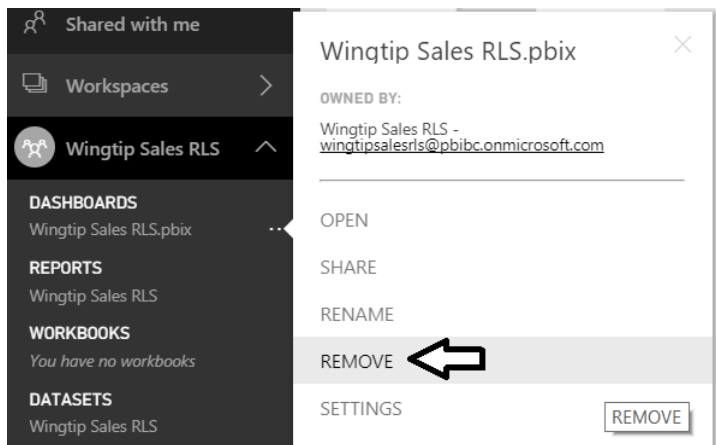 Shared with me
Workspaces
Wingtip Sales RLS
DASHBOARDS
Wingtip Sales RLS.pbix
REPORTS
Wingtip Sales RLS
WORKBOOKS
You have no workbooks
DATASETS
Wingtip Sales RLS
Wingtip Sales RLS.pbix
OWNED BY:
Wingtip Sales RLS -
wingtipsalesrls@pbibc.onmicrosoft.com
OPEN
SHARE
RENAME
REMOVE
SETTINGS
REMOVE